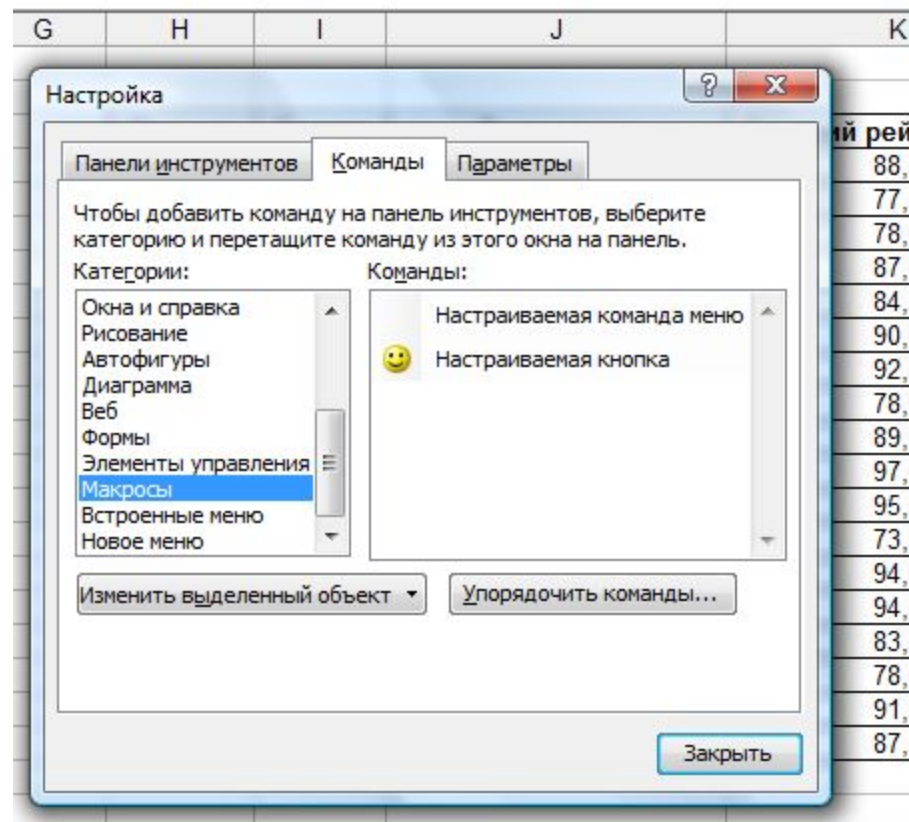 G H I J K
Настройка
ий рей
Панели инструментов Команды Параметры
Чтобы добавить команду на панель инструментов, выберите
категорию и перетащите команду из этого окна на панель.
Категории: Команды:
Окна и справка
Рисование
Автофигуры
Диаграмма
Веб
Формы
Элементы управления
Макросы
Встроенные меню
Новое меню
Настраиваемая команда меню
Настраиваемая кнопка
Изменить выделенный объект Упорядочить команды...
Закрыть
88,
77,
78,
87,
84,
90,
92,
78,
89,
97,
95,
73,
94,
94,
83,
78,
91,
87,